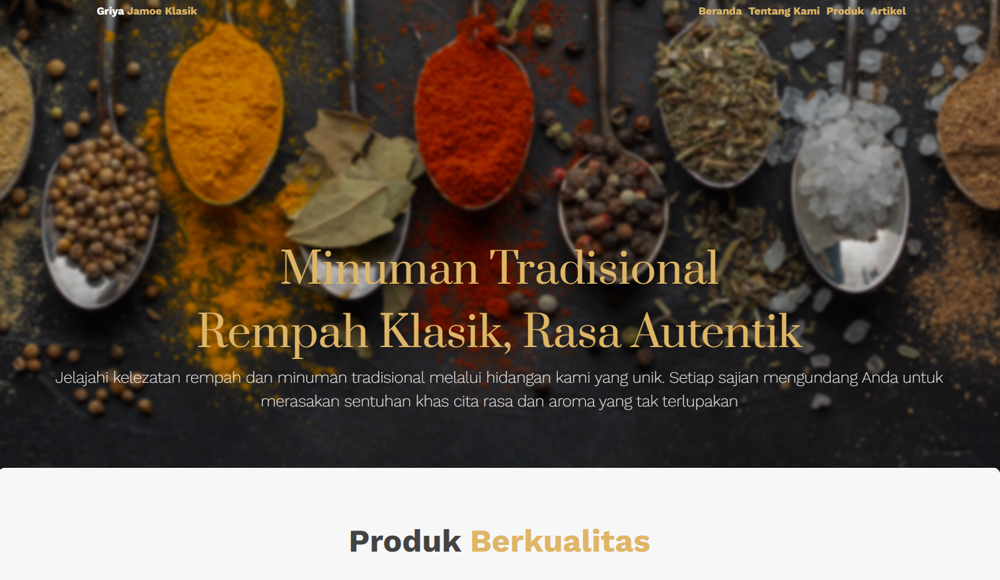 Griya Jamoe Klasik
Beranda Tentang Kami Produk Artikel
Minuman Tradisional
Rempah Klasik, Rasa Autentik
Jelajahi kelezatan rempah dan minuman tradisional melalui hidangan kami yang unik. Setiap sajian mengundang Anda untuk
merasakan sentuhan khas cita rasa dan aroma yang tak terlupakan
Produk Berkualitas